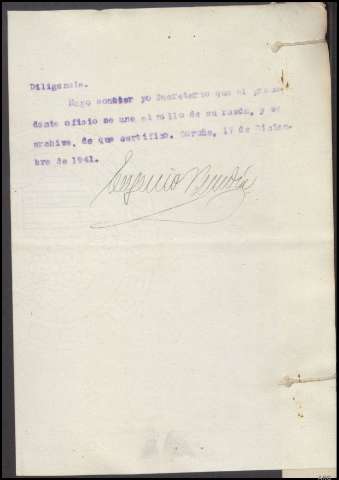 Diligencia.
Hago constar yo Secretario que el prece-
dente oficio se une al rollo de su razón, y se
archiva, de que certifico. Coruña, 17 de Diciem-
bre de 1941.